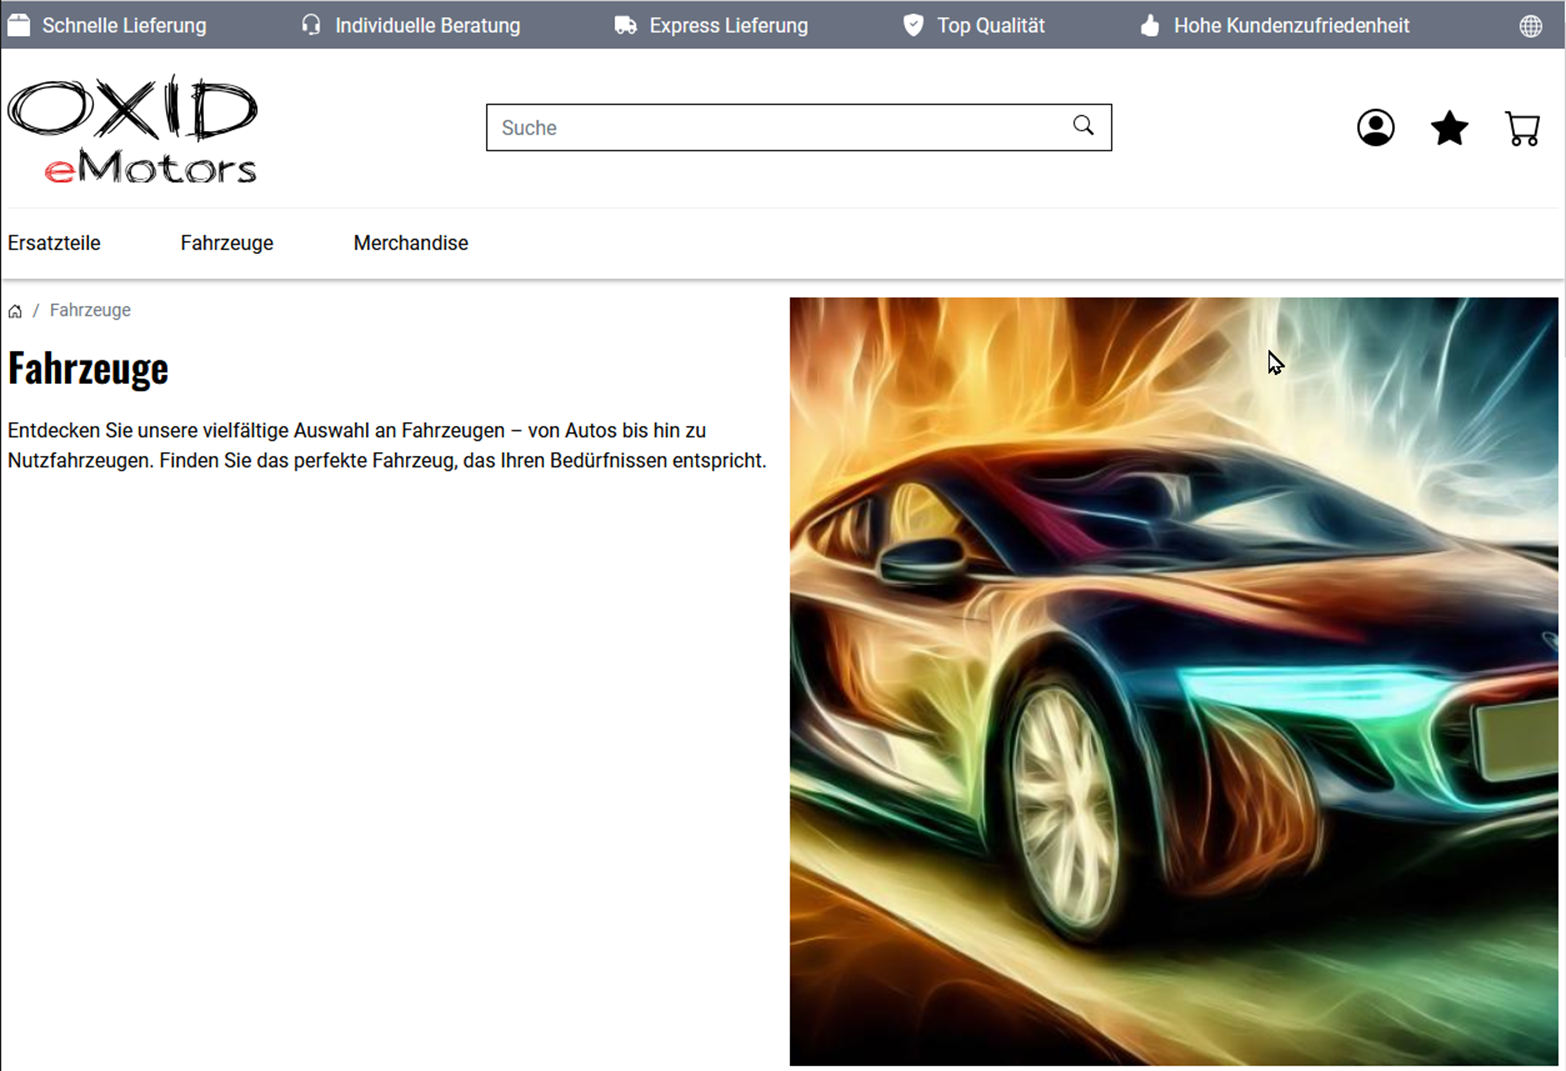 Schnelle Lieferung
Individuelle Beratung
Express Lieferung
Top Qualität
Hohe Kundenzufriedenheit
OXID
eMotors
Suche
Ersatzteile
Fahrzeuge
Merchandise
/ Fahrzeuge
Fahrzeuge
Entdecken Sie unsere vielfältige Auswahl an Fahrzeugen – von Autos bis hin zu
Nutzfahrzeugen. Finden Sie das perfekte Fahrzeug, das Ihren Bedürfnissen entspricht.